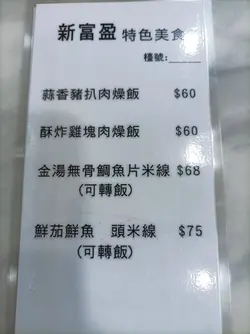 新富盈 特色美食
檯號:_____
蒜香豬扒肉燥飯 $60
酥炸雞塊肉燥飯 $60
金湯無骨鯛魚片米線 $68
(可轉飯)
鮮茄鮮魚 頭米線 $75
(可轉飯)